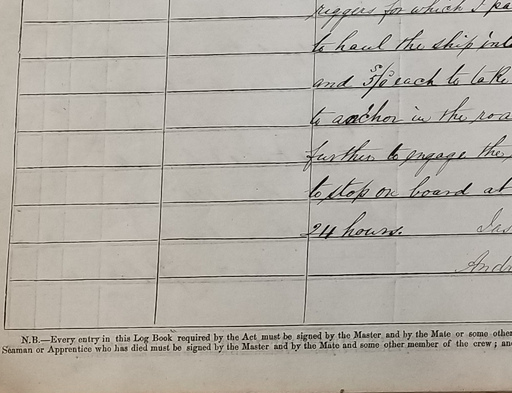 riggers for which I pa
to haul the ship int
and 5/0 each to take
to anchor in the roa
further to engage the
to stop on board at
24 hours. Jas
Andr
N.B.—Every entry in this Log Book required by the Act must be signed by the Master and by the Mate or some other
Seaman or Apprentice who has died must be signed by the Master and by the Mate and some other member of the crew; an